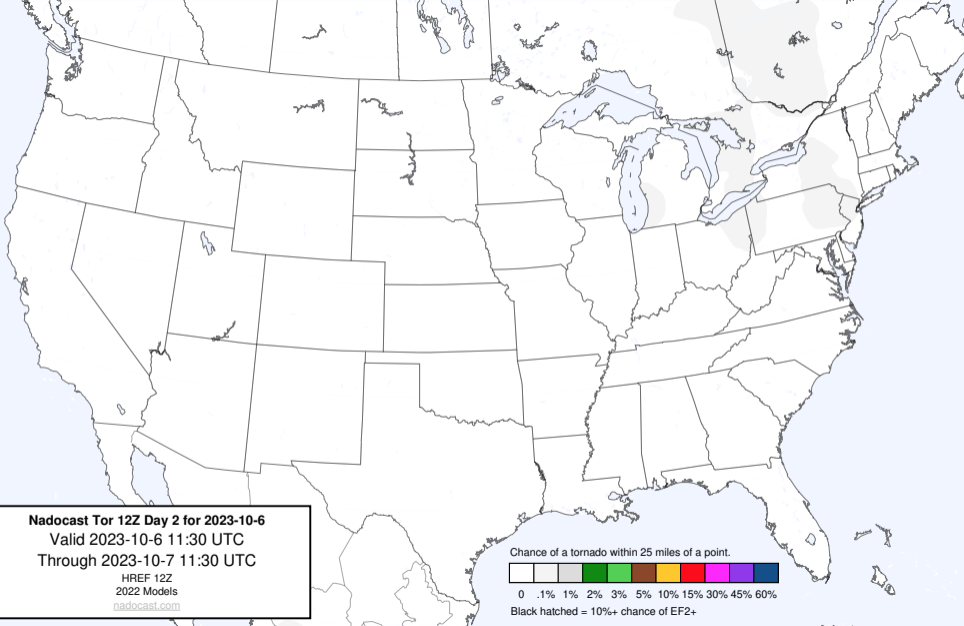 Nadocast Tor 12Z Day 2 for 2023-10-6
Valid 2023-10-6 11:30 UTC
Through 2023-10-7 11:30 UTC
HREF 12Z
2022 Models
nadocast.com
Chance of a tornado within 25 miles of a point.
0 .1% 1% 2% 3% 5% 10% 15% 30% 45% 60%
Black hatched = 10%+ chance of EF2+